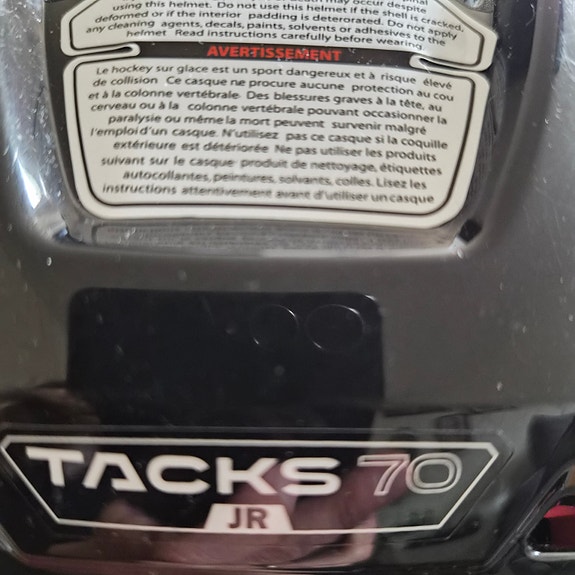 may occur despite
using this helmet. Do not use this helmet if the shell is cracked,
deformed or if the interior padding is deterorated. Do not apply
any cleaning agents, decals, paints, solvents or adhesives to the
helmet Read instructions carefully before wearing.
AVERTISSEMENT
Le hockey sur glace est un sport dangereux et à risque élevé
de collision Ce casque ne procure aucune protection au cou
et à la colonne vertébrale. Des blessures graves à la tête, au
cerveau ou à la colonne vertébrale pouvant occasionner la
paralysie ou même la mort peuvent survenir malgré
l'emploi d'un casque. N'utilisez pas ce casque si la coquille
extérieure est détériorée Ne pas utiliser les produits
suivant sur le casque produit de nettoyage, étiquettes
autocollantes, peintures, solvants, colles. Lisez les
instructions attentivement avant d'utiliser un casque
TACKS 70
JR